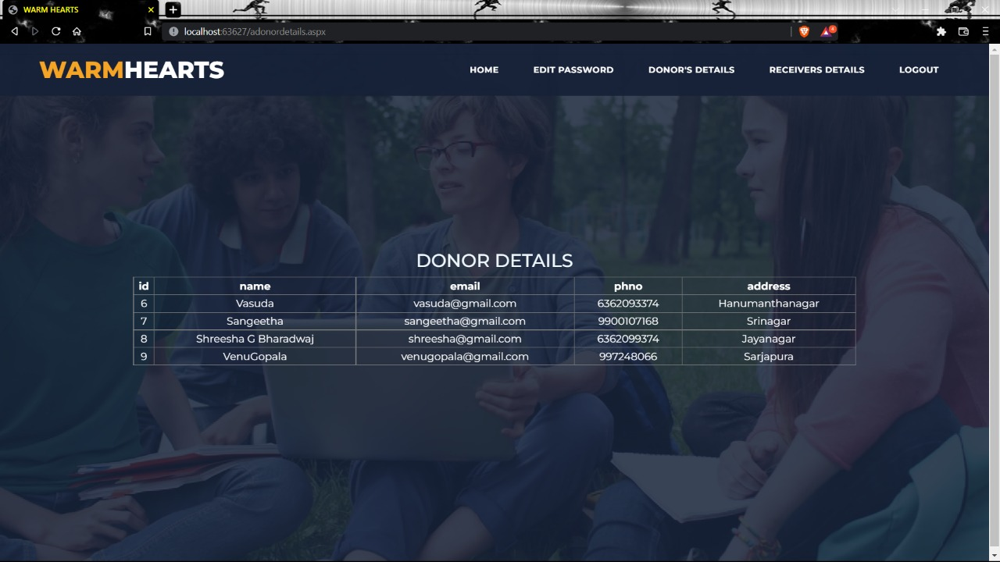 WARM HEARTS
localhost:63627/adonordetails.aspx
4
WARMHEARTS HOME EDIT PASSWORD DONOR'S DETAILS RECEIVERS DETAILS LOGOUT
DONOR DETAILS
id name email phno address
6 Vasuda vasuda@gmail.com 6362093374 Hanumanthanagar
7 Sangeetha sangeetha@gmail.com 9900107168 Srinagar
8 Shreesha G Bharadwaj shreesha@gmail.com 6362099374 Jayanagar
9 VenuGopala venugopala@gmail.com 997248066 Sarjapura